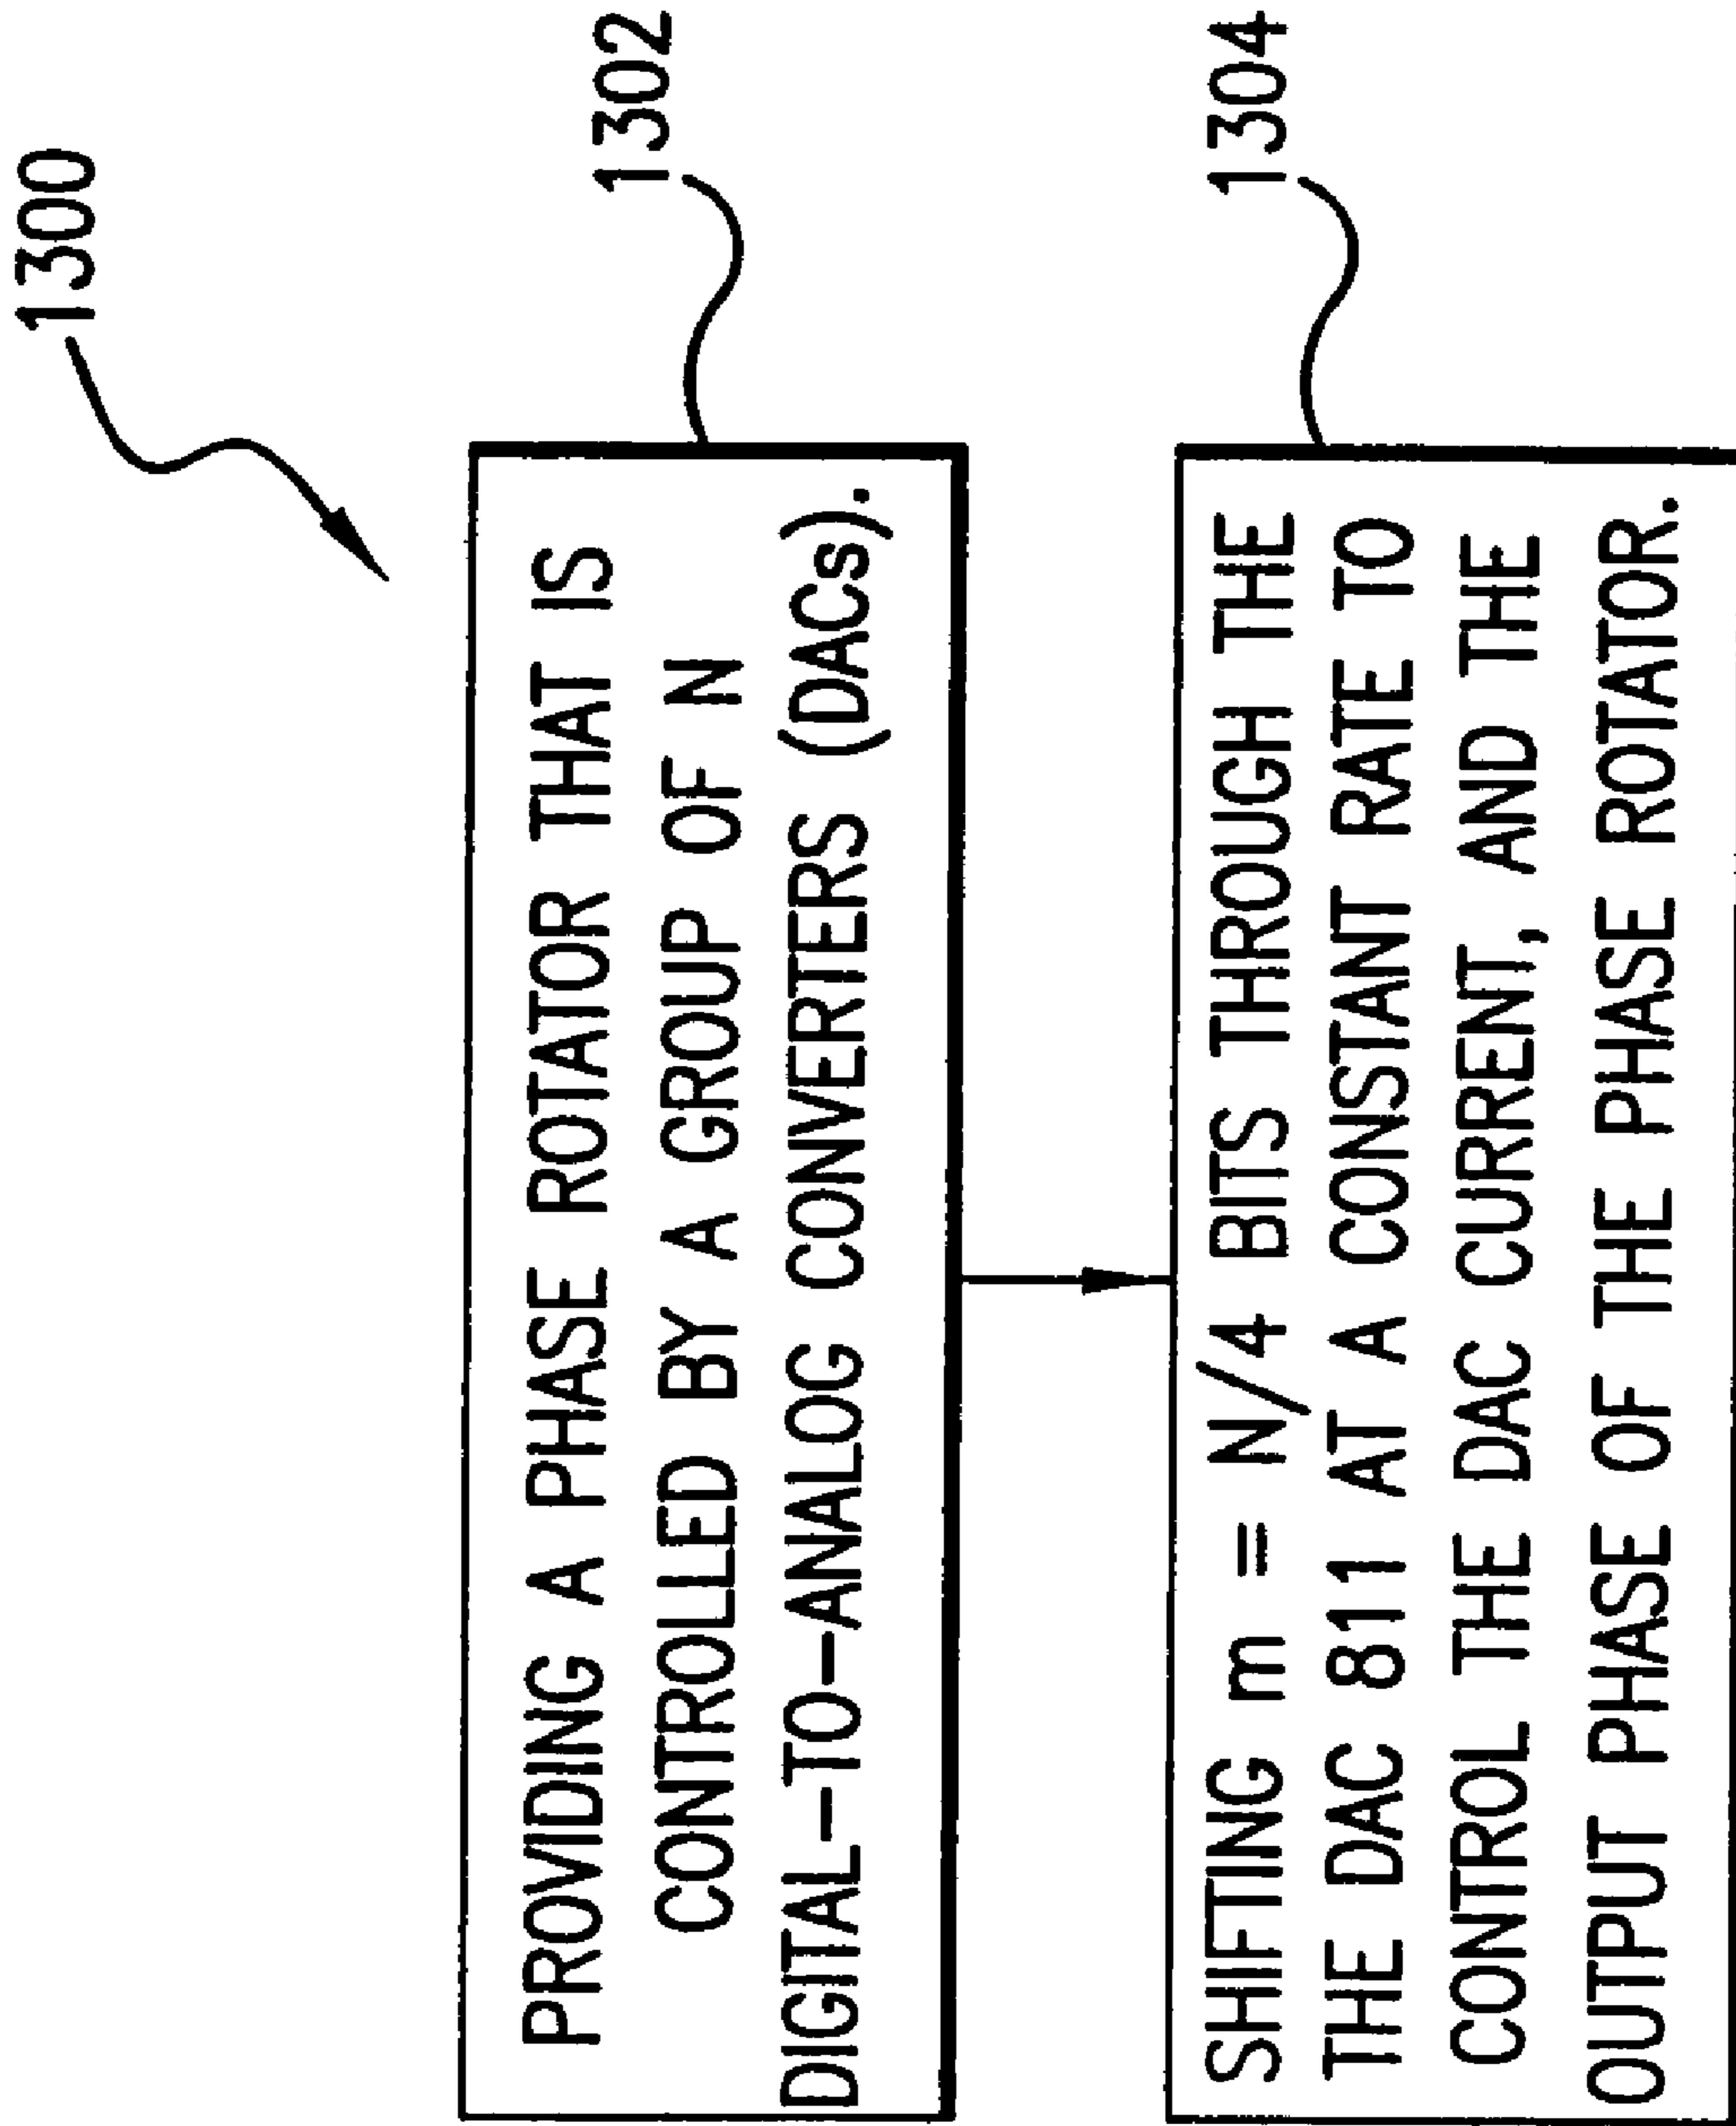 1300
PROVIDING A PHASE ROTATOR THAT IS
CONTROLLED BY A GROUP OF N
DIGITAL-TO-ANALOG CONVERTERS (DACs).
1302
SHIFTING m = N/4 BITS THROUGH THE
THE DAC 811 AT A CONSTANT RATE TO
CONTROL THE DAC CURRENT, AND THE
OUTPUT PHASE OF THE PHASE ROTATOR.
1304